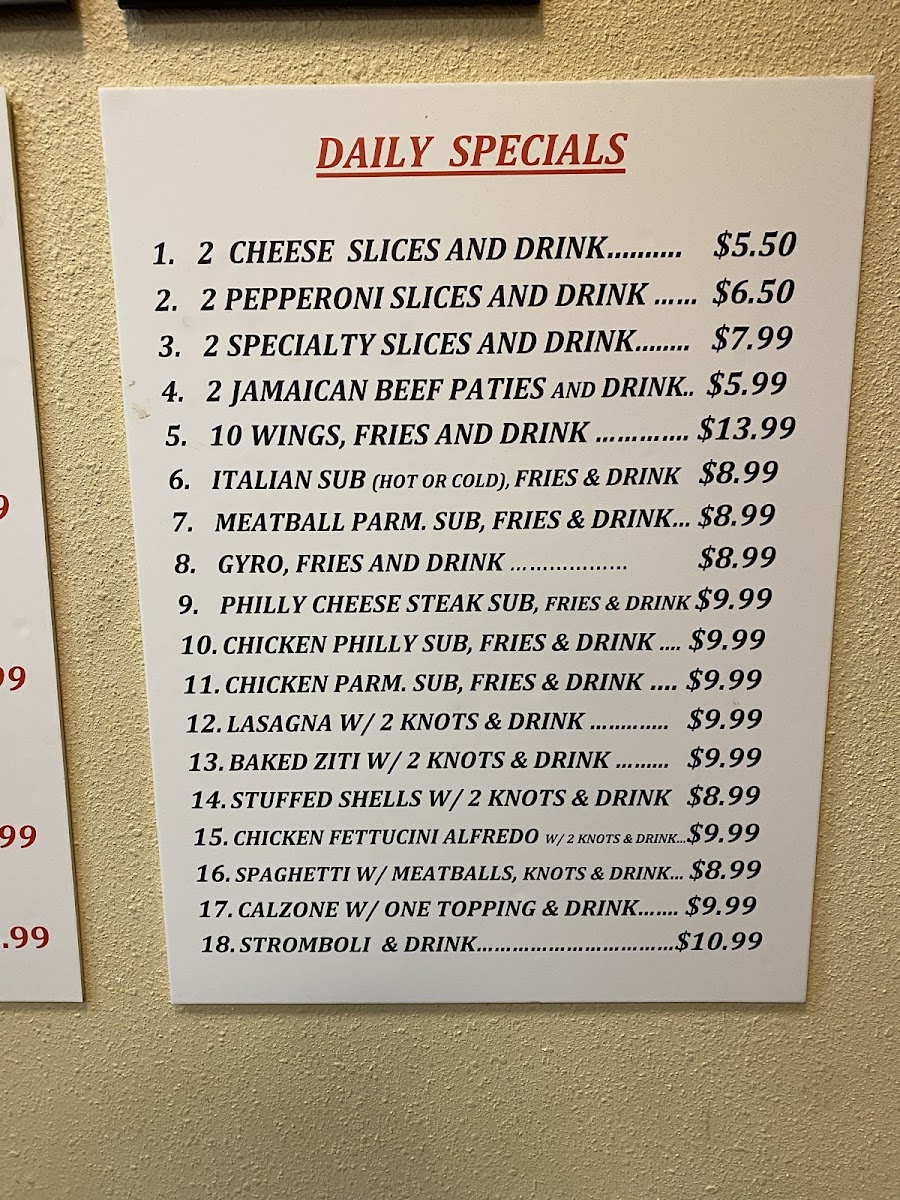 DAILY SPECIALS
1. 2 CHEESE SLICES AND DRINK.......... $5.50
2. 2 PEPPERONI SLICES AND DRINK ...... $6.50
3. 2 SPECIALTY SLICES AND DRINK........ $7.99
4. 2 JAMAICAN BEEF PATIES AND DRINK.. $5.99
5. 10 WINGS, FRIES AND DRINK ............. $13.99
6. ITALIAN SUB (HOT OR COLD), FRIES & DRINK $8.99
7. MEATBALL PARM. SUB, FRIES & DRINK... $8.99
8. GYRO, FRIES AND DRINK .................. $8.99
9. PHILLY CHEESE STEAK SUB, FRIES & DRINK $9.99
10. CHICKEN PHILLY SUB, FRIES & DRINK .... $9.99
11. CHICKEN PARM. SUB, FRIES & DRINK .... $9.99
12. LASAGNA W/ 2 KNOTS & DRINK ............. $9.99
13. BAKED ZITI W/ 2 KNOTS & DRINK ......... $9.99
14. STUFFED SHELLS W/ 2 KNOTS & DRINK $8.99
15. CHICKEN FETTUCINI ALFREDO W/ 2 KNOTS & DRINK...$9.99
16. SPAGHETTI W/ MEATBALLS, KNOTS & DRINK... $8.99
17. CALZONE W/ ONE TOPPING & DRINK....... $9.99
18. STROMBOLI & DRINK.................................$10.99
9
99
99
.99